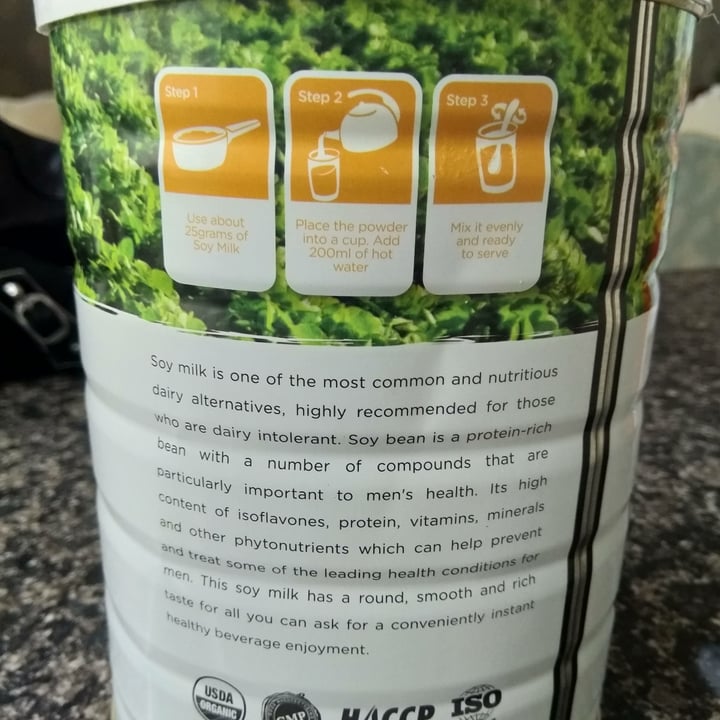 Step 1
Use about
25grams of
Soy Milk
Step 2
Place the powder
into a cup. Add
200ml of hot
water
Step 3
Mix it evenly
and ready
to serve
Soy milk is one of the most common and nutritious
dairy alternatives, highly recommended for those
who are dairy intolerant. Soy bean is a protein-rich
bean with a number of compounds that are
particularly important to men's health. Its high
content of isoflavones, protein, vitamins, minerals
and other phytonutrients which can help prevent
and treat some of the leading health conditions for
men. This soy milk has a round, smooth and rich
taste for all you can ask for a conveniently instant
healthy beverage enjoyment.
USDA
ORGANIC
GMP
HACCP
ISO